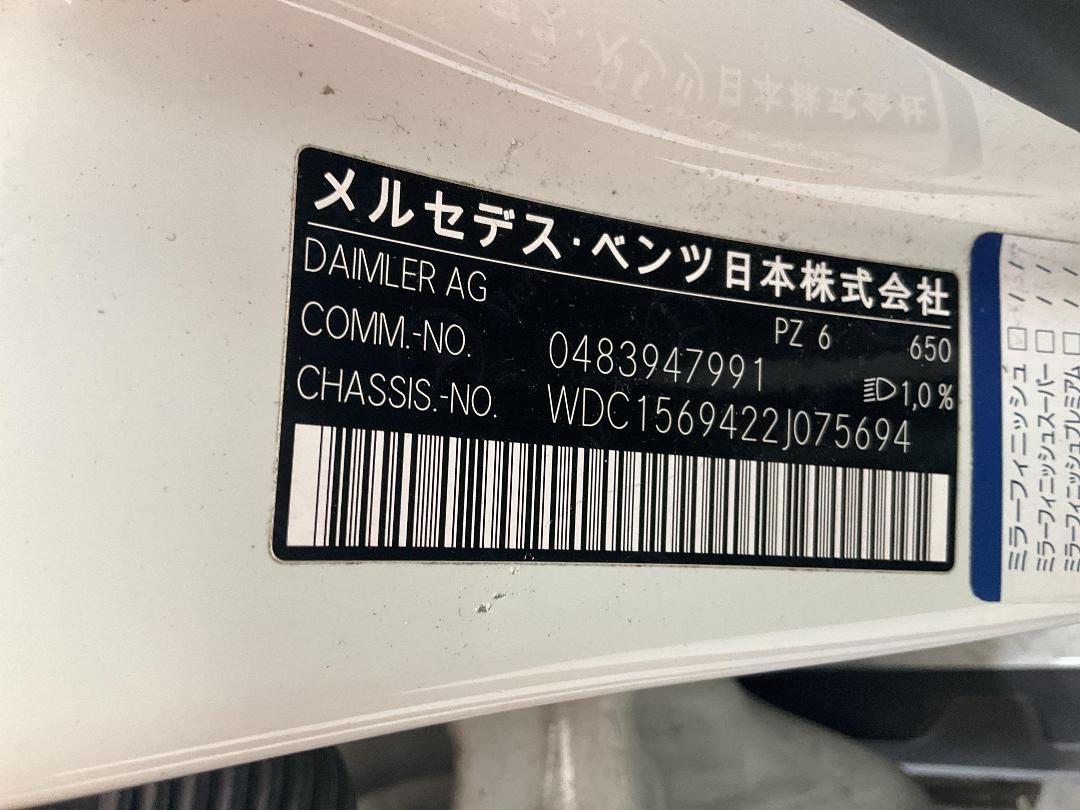 メルセデス・ベンツ日本株式会社
DAIMLER AG
PZ 6 650
COMM.-NO. 0483947991
1,0 %
CHASSIS.-NO. WDC1569422J075694
ミラーフィニッシュ □
ミラーフィニッシュスーパー □
ミラーフィニッシュプレミアム □